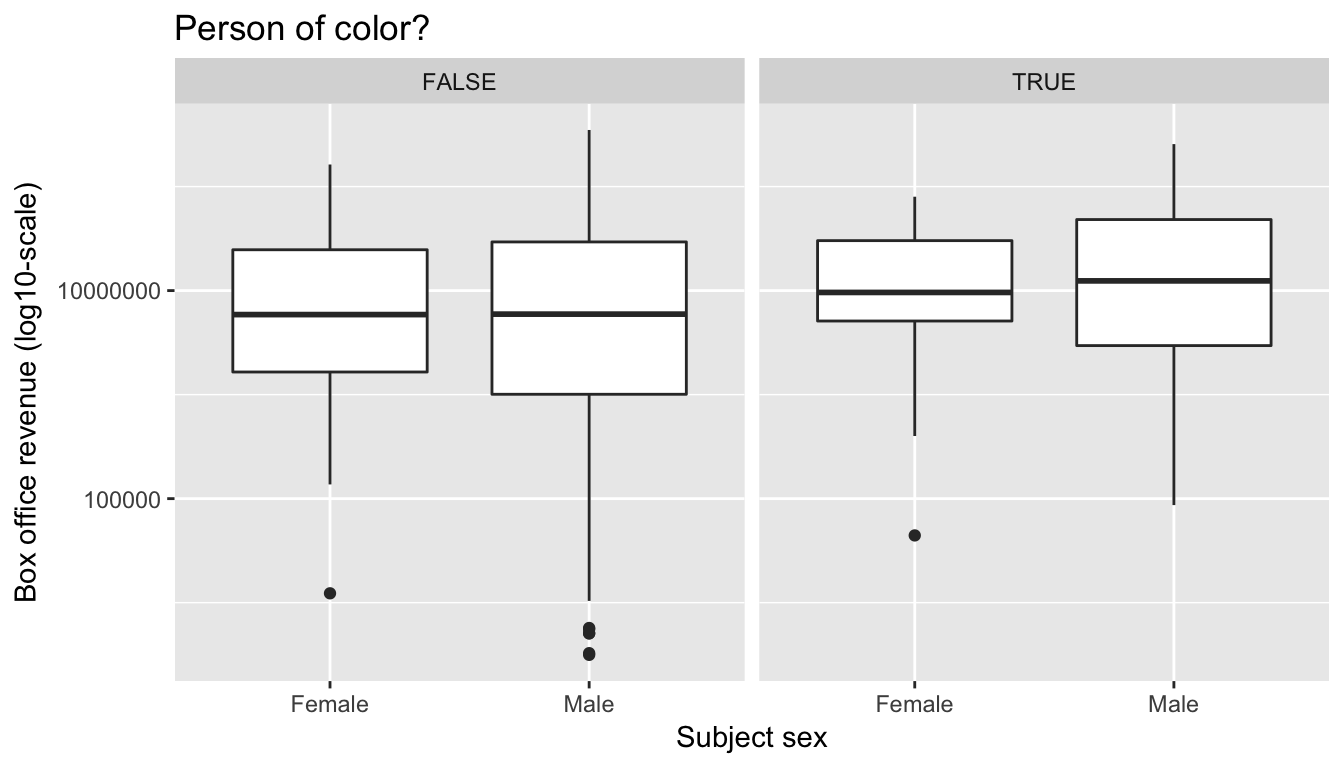 Person of color?
FALSE
TRUE
Box office revenue (log10-scale)
10000000
100000
Female
Male
Female
Male
Subject sex